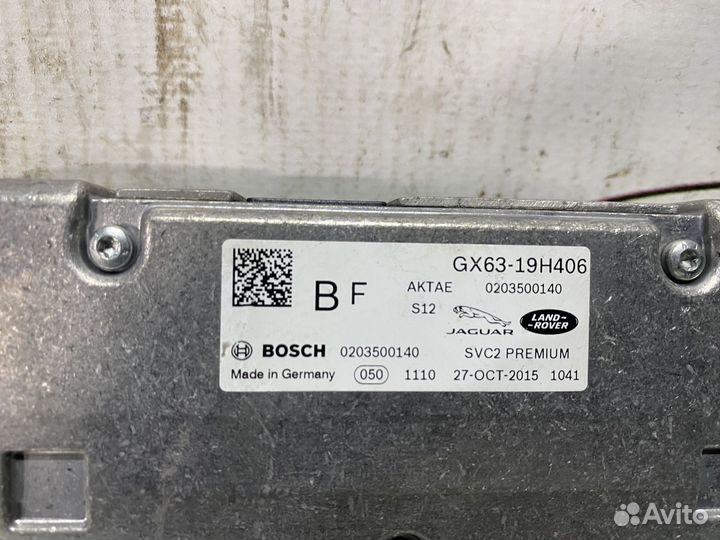 GX63-19H406
B F AKTAE 0203500140
S12 JAGUAR LAND-ROVER
BOSCH 0203500140 SVC2 PREMIUM
Made in Germany 050 1110 27-OCT-2015 1041
Avito